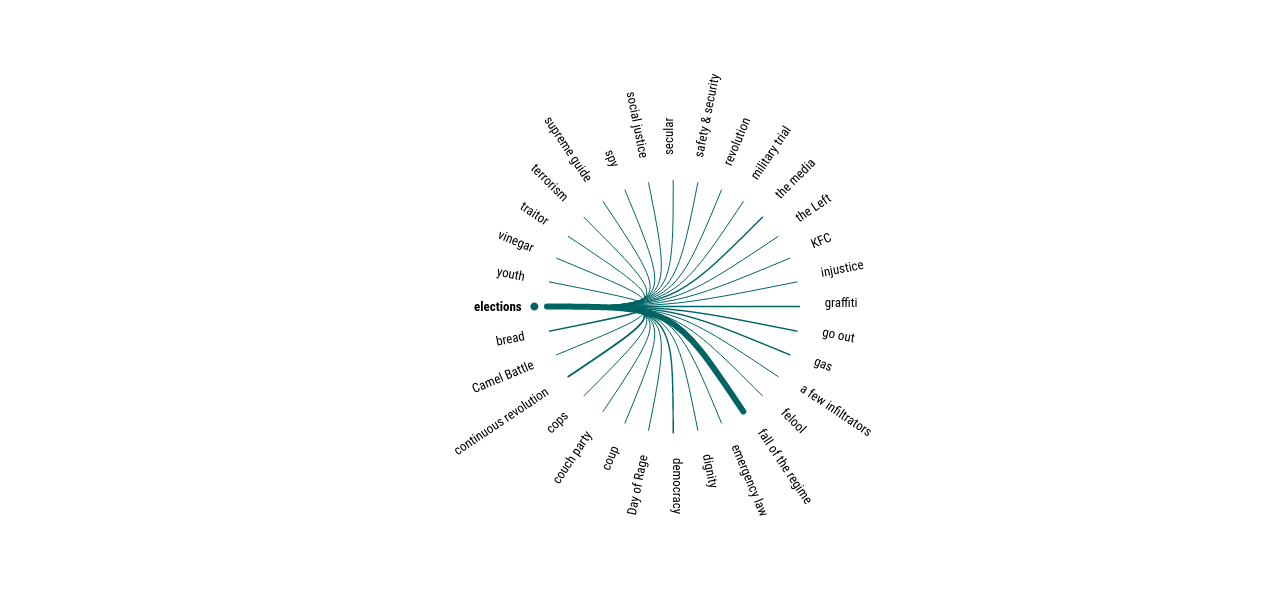 elections
youth
vinegar
traitor
terrorism
supreme guide
spy
social justice
secular
safety & security
revolution
military trial
the media
the Left
KFC
injustice
graffiti
go out
gas
a few infiltrators
felool
fall of the regime
emergency law
dignity
democracy
Day of Rage
coup
couch party
cops
continuous revolution
Camel Battle
bread